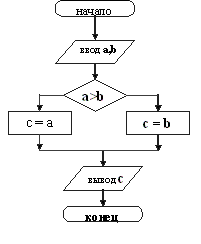 начало
ввод a,b
a>b
c = a
c = b
вывод c
конец